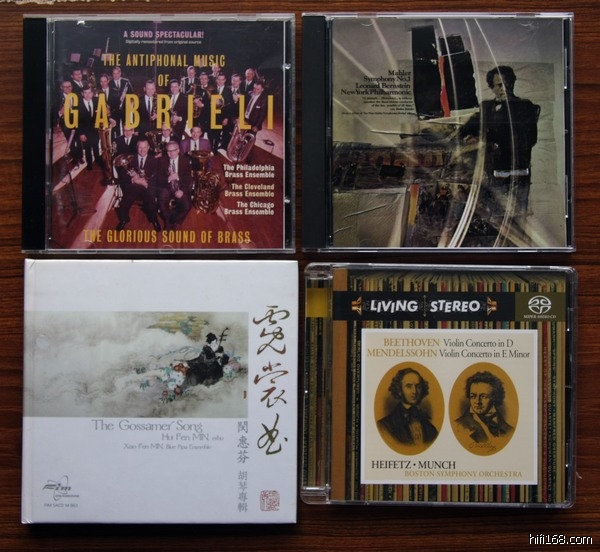 A SOUND SPECTACULAR!
Digitally remastered from original source
THE ANTIPHONAL MUSIC
OF
GABRIELI
The Philadelphia
Brass Ensemble
The Cleveland
Brass Ensemble
The Chicago
Brass Ensemble
THE GLORIOUS SOUND OF BRASS
Mahler
Symphony No.1
Leonard Bernstein
New York Philharmonic
霓裳曲
The Gossamer Song
Hui Fen MIN, erhu
Xiao Fen MIN, Blue Pipa Ensemble
閔惠芬
胡琴專輯
LIVING STEREO
SUPER AUDIO CD
BEETHOVEN Violin Concerto in D
MENDELSSOHN Violin Concerto in E Minor
HEIFETZ • MUNCH
BOSTON SYMPHONY ORCHESTRA
hifi168.com